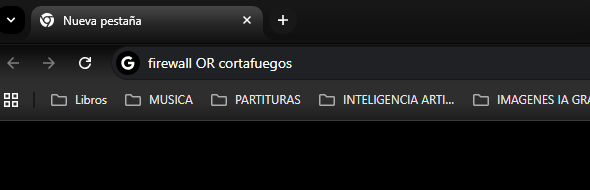 Nueva pestaña
firewall OR cortafuegos
Libros MUSICA PARTITURAS INTELIGENCIA ARTI... IMAGENES IA GRA